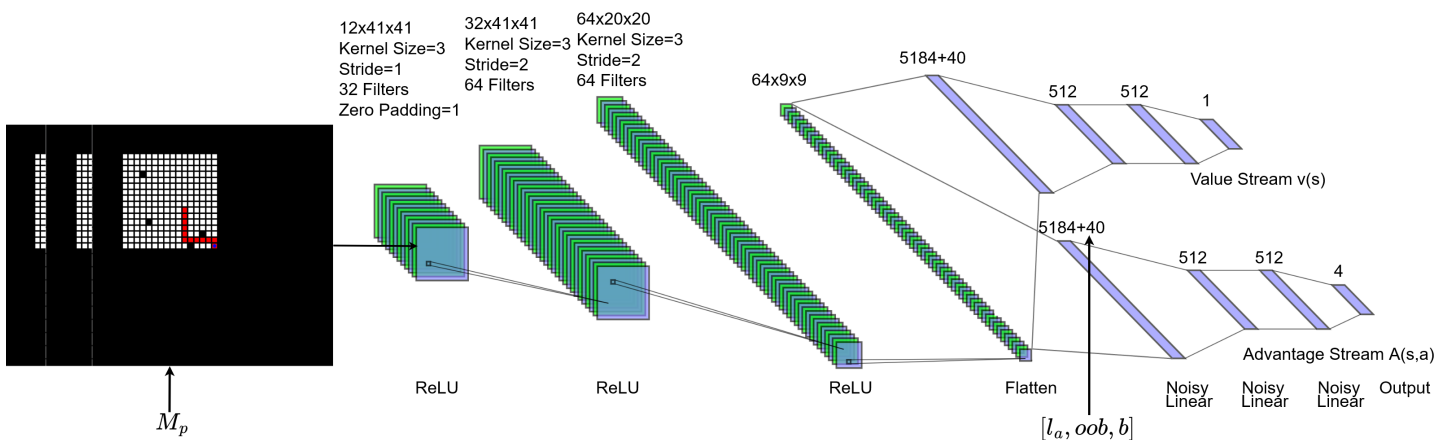 12x41x41
Kernel Size=3
Stride=1
32 Filters
Zero Padding=1
32x41x41
Kernel Size=3
Stride=2
64 Filters
64x20x20
Kernel Size=3
Stride=2
64 Filters
64x9x9
5184+40
512
512
1
Value Stream v(s)
5184+40
512
512
4
Advantage Stream A(s,a)
ReLU
ReLU
ReLU
Flatten
Noisy
Linear
Noisy
Linear
Noisy
Linear
Output
M_p
[l_a, oob, b]